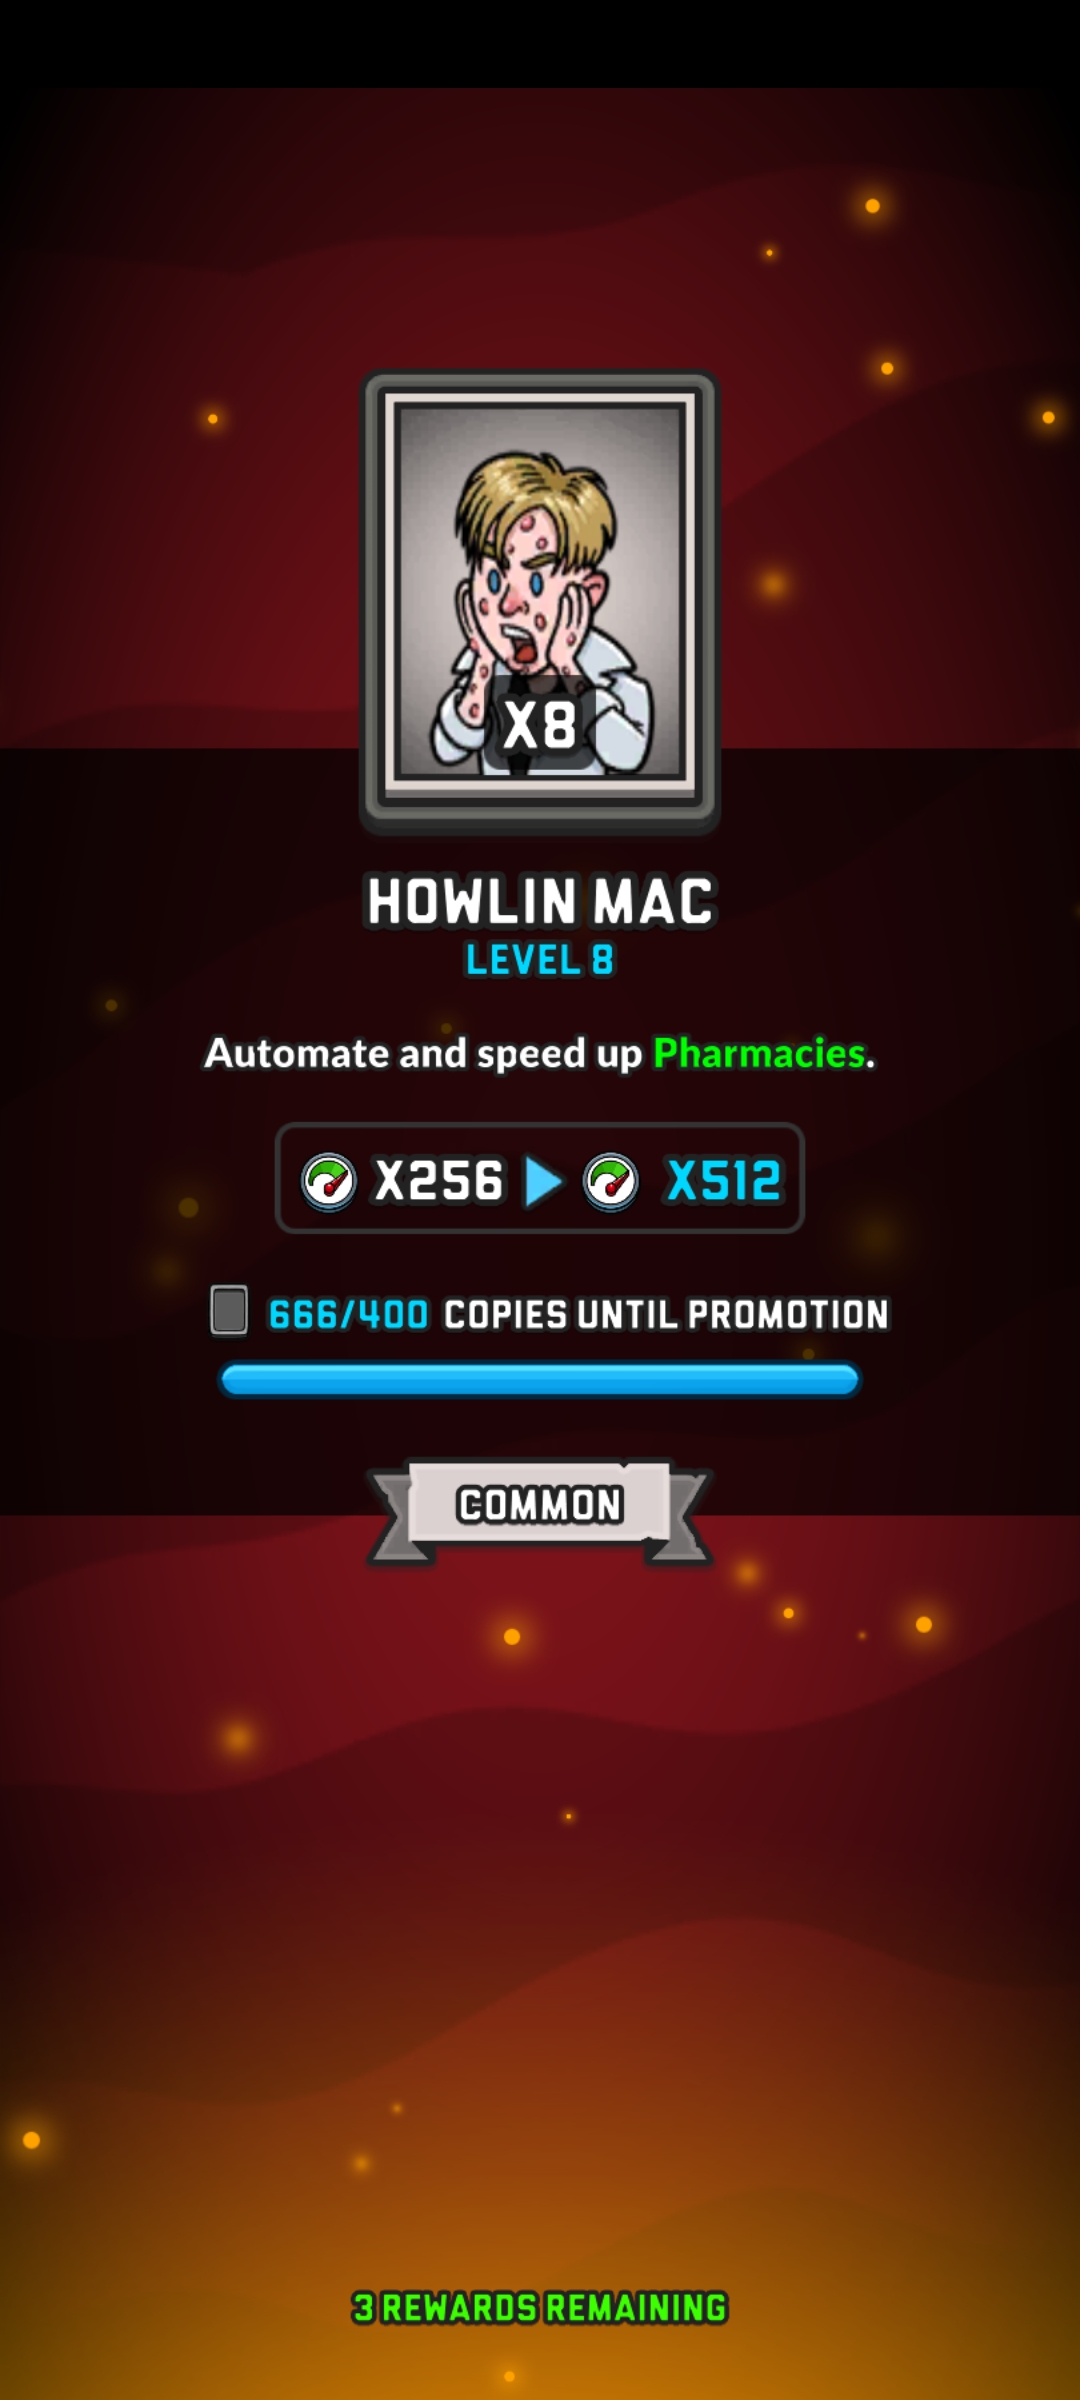 X8
HOWLIN MAC
LEVEL 8
Automate and speed up Pharmacies.
X256 X512
666/400 COPIES UNTIL PROMOTION
COMMON
3 REWARDS REMAINING